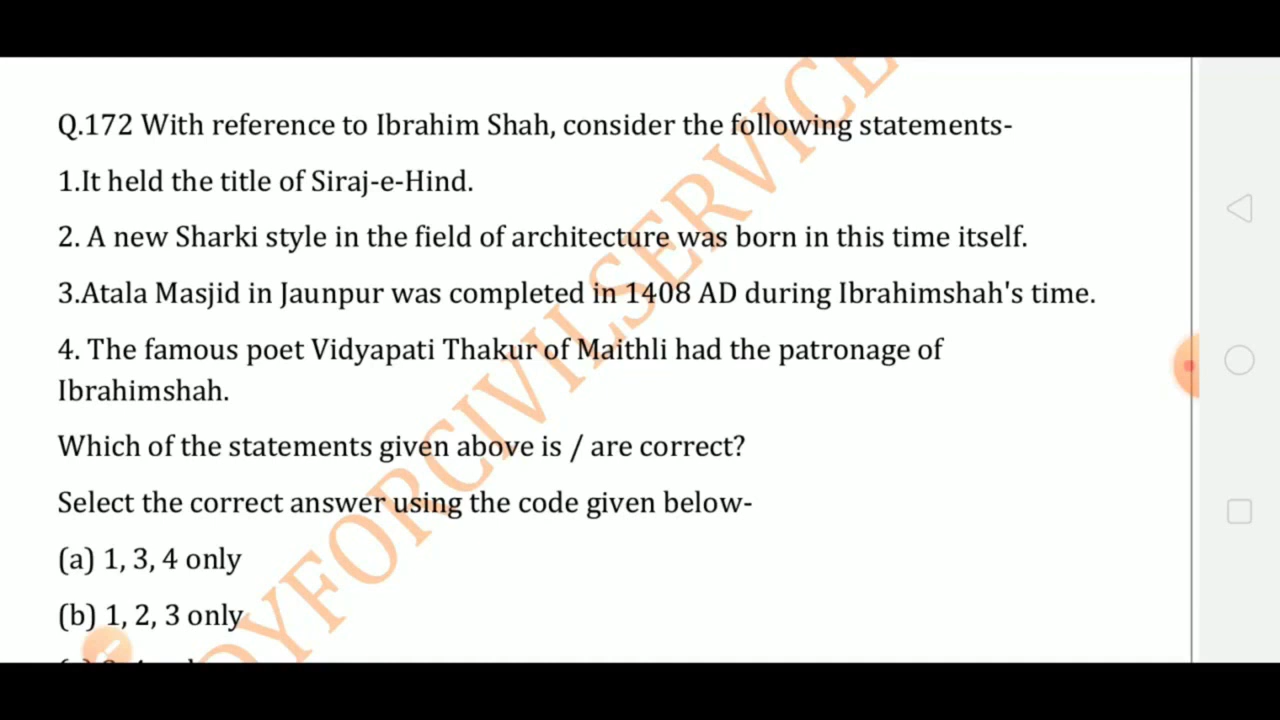 Q.172 With reference to Ibrahim Shah, consider the following statements-
1.It held the title of Siraj-e-Hind.
2. A new Sharki style in the field of architecture was born in this time itself.
3.Atala Masjid in Jaunpur was completed in 1408 AD during Ibrahimshah's time.
4. The famous poet Vidyapati Thakur of Maithli had the patronage of
Ibrahimshah.
Which of the statements given above is / are correct?
Select the correct answer using the code given below-
(a) 1, 3, 4 only
(b) 1, 2, 3 only
DYFORCIVILSERVICE